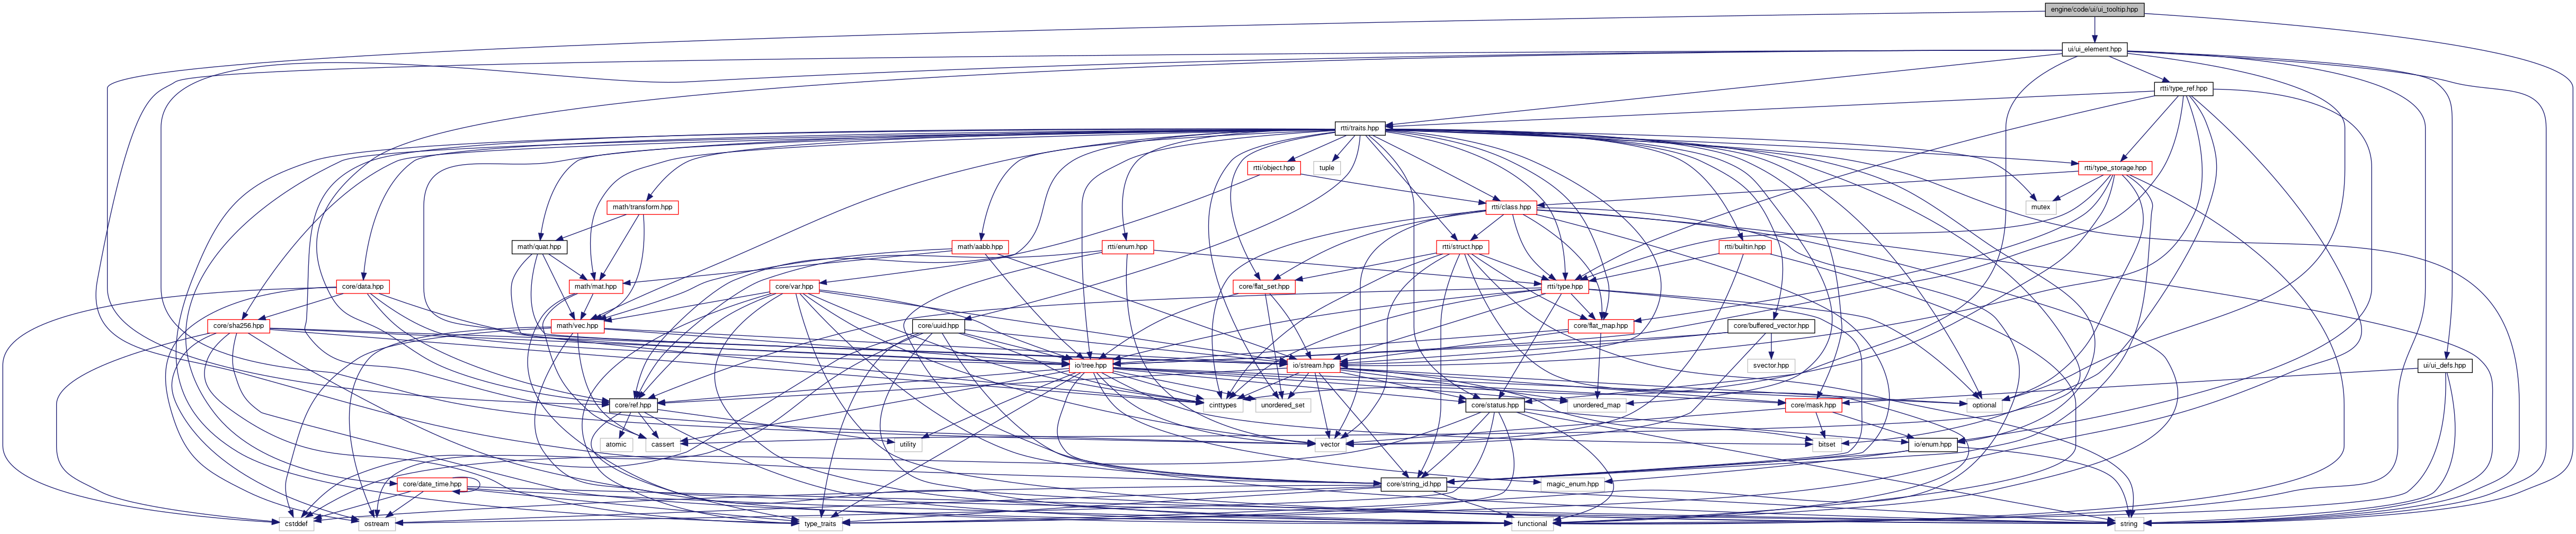 engine/code/ui/ui_tooltip.hpp
ui/ui_element.hpp
rtti/type_ref.hpp
rtti/traits.hpp
rtti/object.hpp
tuple
rtti/type_storage.hpp
math/transform.hpp
rtti/class.hpp
mutex
math/quat.hpp
math/aabb.hpp
rtti/enum.hpp
rtti/struct.hpp
rtti/builtin.hpp
core/data.hpp
math/mat.hpp
core/var.hpp
core/flat_set.hpp
rtti/type.hpp
core/sha256.hpp
math/vec.hpp
core/uuid.hpp
core/flat_map.hpp
core/buffered_vector.hpp
io/tree.hpp
io/stream.hpp
svector.hpp
ui/ui_defs.hpp
core/ref.hpp
cinttypes
unordered_set
core/status.hpp
unordered_map
core/mask.hpp
optional
atomic
cassert
utility
vector
bitset
io/enum.hpp
core/date_time.hpp
core/string_id.hpp
magic_enum.hpp
cstddef
ostream
type_traits
functional
string